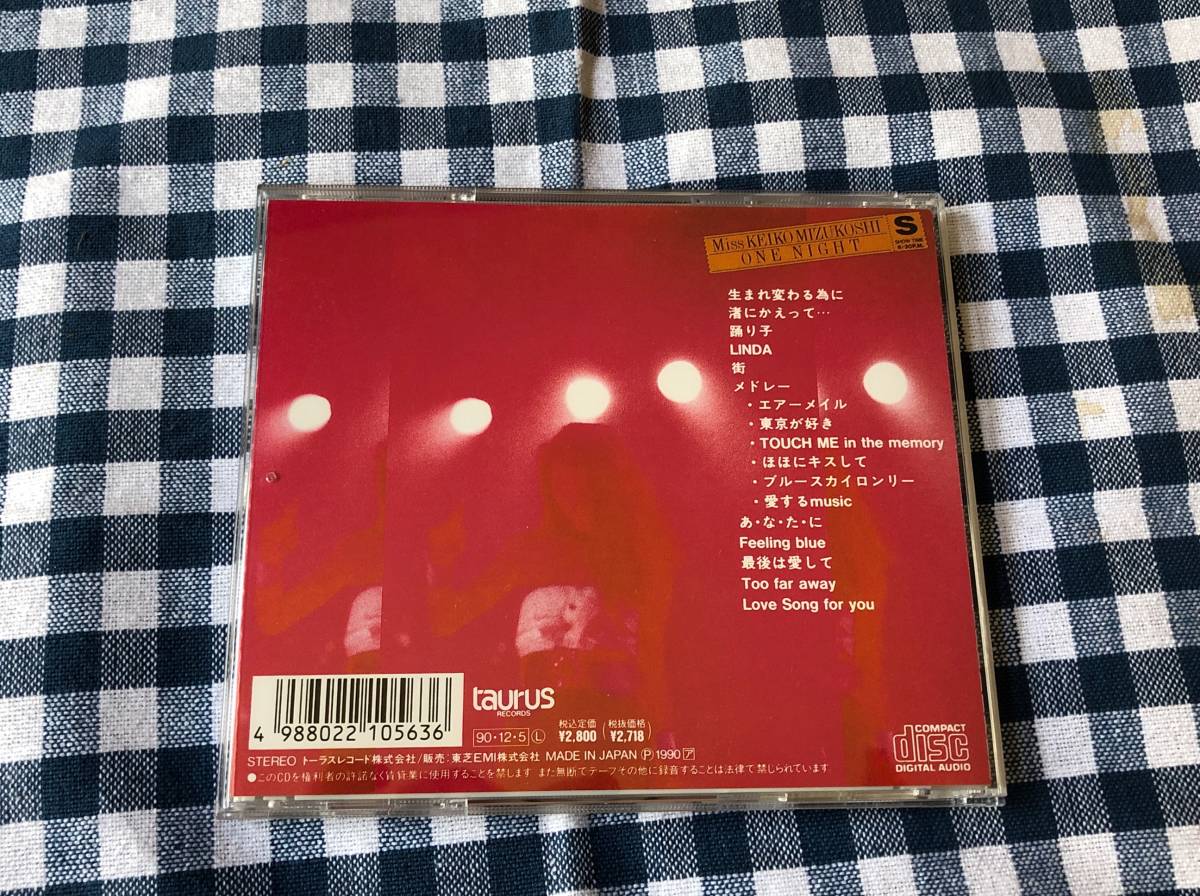 Miss KEIKO MIZUKOSHI
ONE NIGHT
S
SHOW TIME
6:30P.M.
生まれ変わる為に
渚にかえって…
踊り子
LINDA
街
メドレー
・エアーメイル
・東京が好き
・TOUCH ME in the memory
・ほほにキスして
・ブルースカイロンリー
・愛するmusic
あ・な・た・に
Feeling blue
最後は愛して
Too far away
Love Song for you
4 988022 105636
taurus
RECORDS
90・12・5 Ⓛ
税込定価 (税抜価格)
¥2,800 (¥2,718)
COMPACT
disc
DIGITAL AUDIO
STEREO トーラスレコード株式会社/販売:東芝EMI株式会社 MADE IN JAPAN Ⓟ1990 ア
●このCDを権利者の許諾なく賃貸業に使用することを禁じます また無断でテープその他に録音することは法律で禁じられています